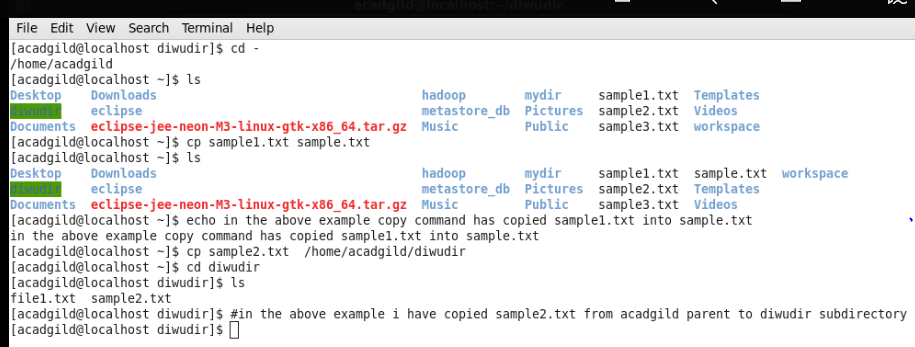 acadgild@localhost:~/diwudir
File Edit View Search Terminal Help
[acadgild@localhost diwudir]$ cd -
/home/acadgild
[acadgild@localhost ~]$ ls
Desktop Downloads hadoop mydir sample1.txt Templates
diwudir eclipse metastore_db Pictures sample2.txt Videos
Documents eclipse-jee-neon-M3-linux-gtk-x86_64.tar.gz Music Public sample3.txt workspace
[acadgild@localhost ~]$ cp sample1.txt sample.txt
[acadgild@localhost ~]$ ls
Desktop Downloads hadoop mydir sample1.txt sample.txt workspace
diwudir eclipse metastore_db Pictures sample2.txt Templates
Documents eclipse-jee-neon-M3-linux-gtk-x86_64.tar.gz Music Public sample3.txt Videos
[acadgild@localhost ~]$ echo in the above example copy command has copied sample1.txt into sample.txt
in the above example copy command has copied sample1.txt into sample.txt
[acadgild@localhost ~]$ cp sample2.txt  /home/acadgild/diwudir
[acadgild@localhost ~]$ cd diwudir
[acadgild@localhost diwudir]$ ls
file1.txt sample2.txt
[acadgild@localhost diwudir]$ #in the above example i have copied sample2.txt from acadgild parent to diwudir subdirectory
[acadgild@localhost diwudir]$